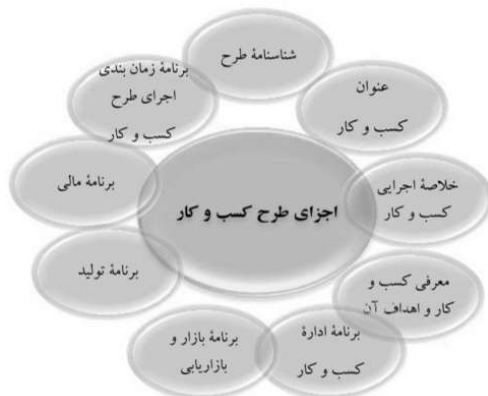 شناسنامهٔ طرح
عنوان
کسب و کار
خلاصهٔ اجرایی
کسب و کار
معرفی کسب و
کار و اهداف آن
برنامهٔ ادارهٔ
کسب و کار
برنامهٔ بازار و
بازاریابی
برنامهٔ تولید
برنامهٔ مالی
برنامهٔ زمان بندی
اجرای طرح
کسب و کار
اجزای طرح کسب و کار